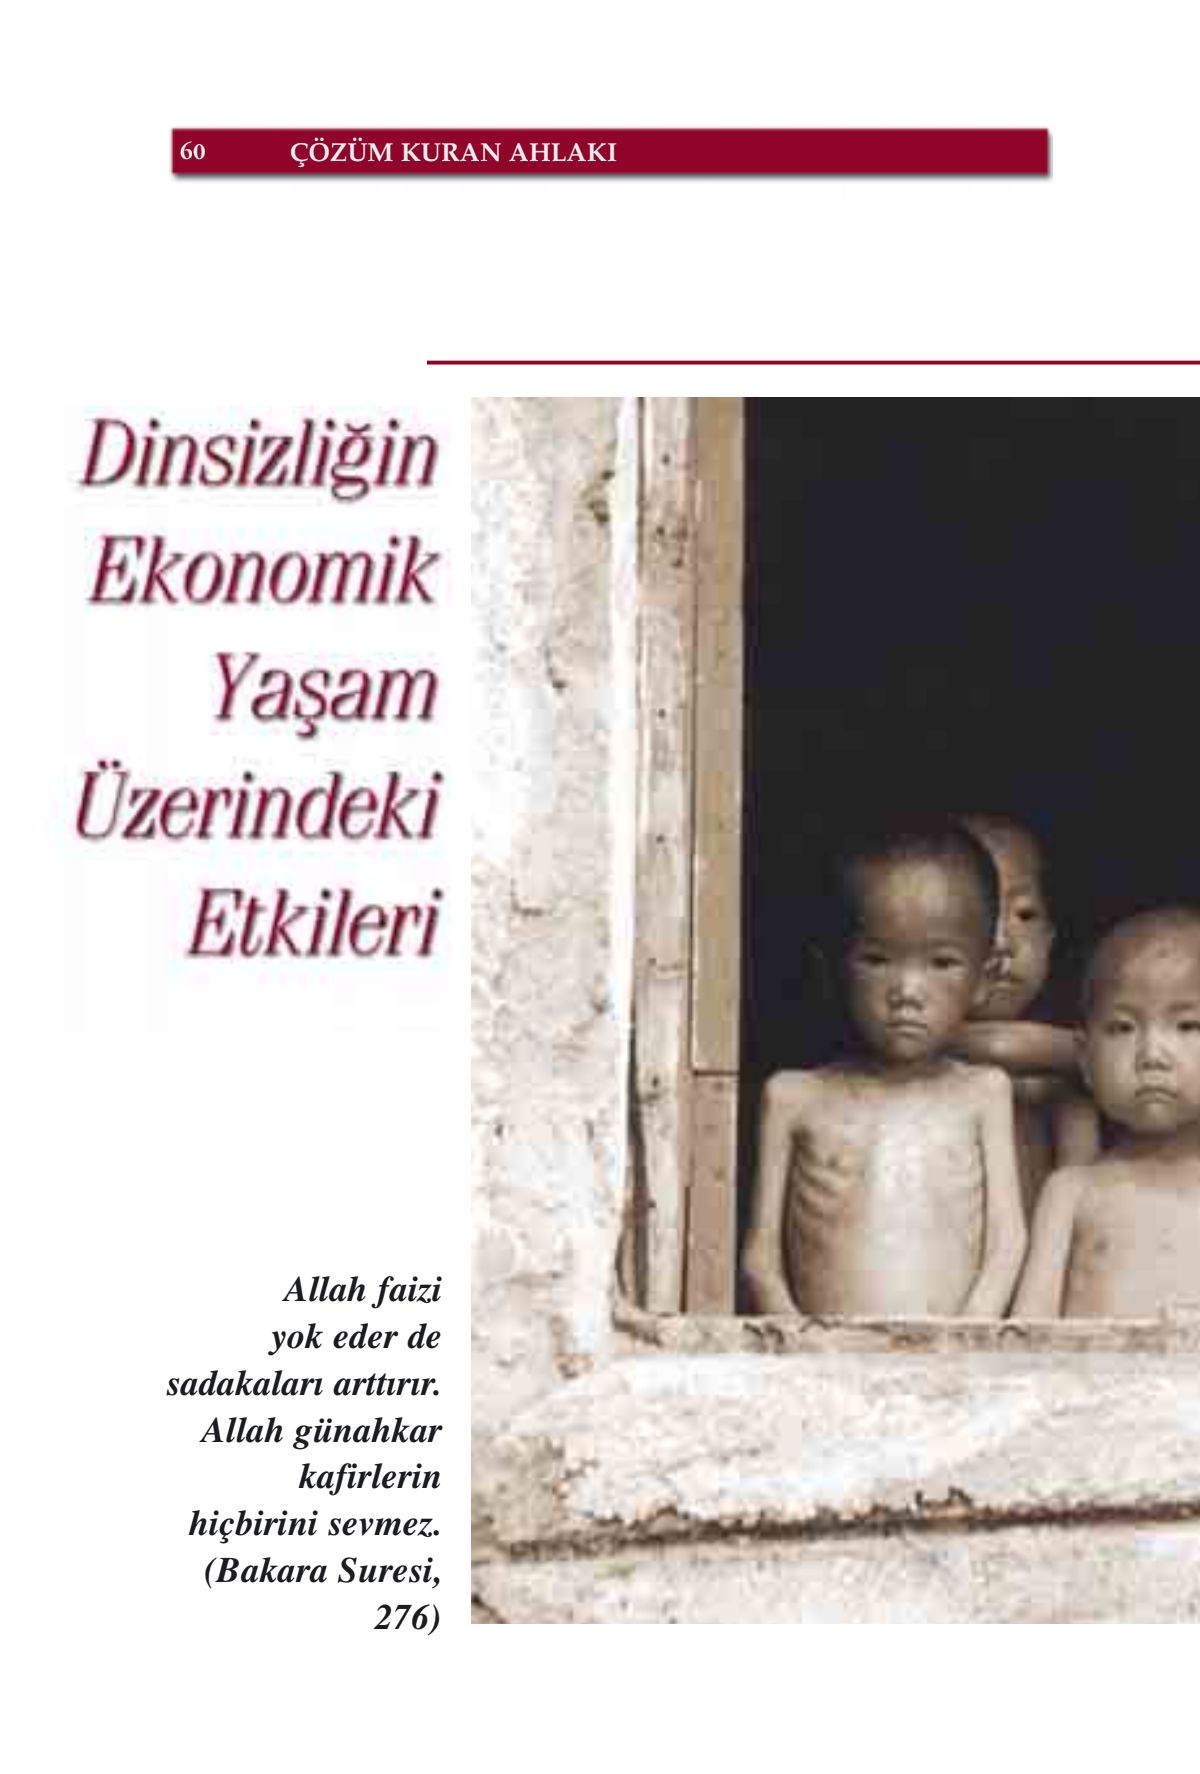 60 ÇÖZÜM KURAN AHLAKI
Dinsizliğin
Ekonomik
Yaşam
Üzerindeki
Etkileri
Allah faizi
yok eder de
sadakaları arttırır.
Allah günahkar
kafirlerin
hiçbirini sevmez.
(Bakara Suresi,
276)